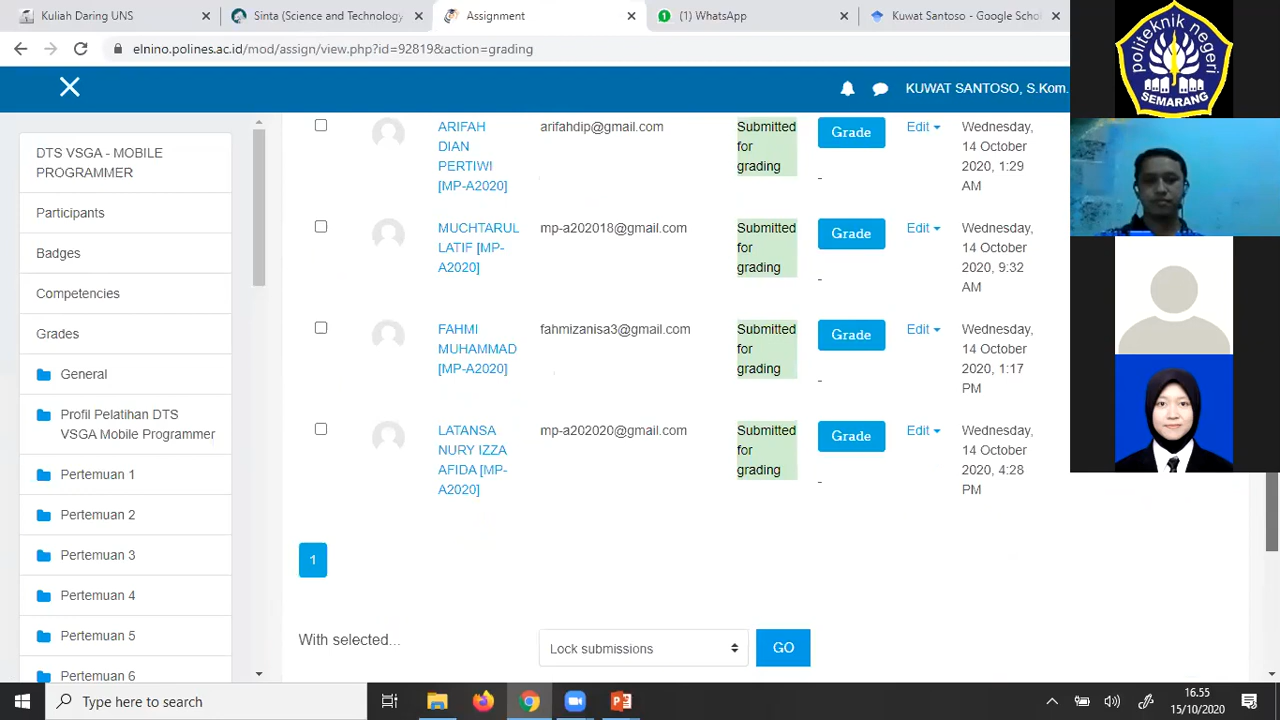 Kuliah Daring UNS
Sinta (Science and Technology
Assignment
(1) WhatsApp
Kuwat Santoso - Google Schol
elnino.polines.ac.id/mod/assign/view.php?id=92819&action=grading
politeknik negeri
SEMARANG
KUWAT SANTOSO, S.Kom.
DTS VSGA - MOBILE
PROGRAMMER
Participants
Badges
Competencies
Grades
General
Profil Pelatihan DTS
VSGA Mobile Programmer
Pertemuan 1
Pertemuan 2
Pertemuan 3
Pertemuan 4
Pertemuan 5
Pertemuan 6
ARIFAH
DIAN
PERTIWI
[MP-A2020]
arifahdip@gmail.com
Submitted
for
grading
Grade
-
Edit
Wednesday,
14 October
2020, 1:29
AM
MUCHTARUL
LATIF [MP-
A2020]
mp-a202018@gmail.com
Submitted
for
grading
Grade
-
Edit
Wednesday,
14 October
2020, 9:32
AM
FAHMI
MUHAMMAD
[MP-A2020]
fahmizanisa3@gmail.com
Submitted
for
grading
Grade
-
Edit
Wednesday,
14 October
2020, 1:17
PM
LATANSA
NURY IZZA
AFIDA [MP-
A2020]
mp-a202020@gmail.com
Submitted
for
grading
Grade
-
Edit
Wednesday,
14 October
2020, 4:28
PM
1
With selected...
Lock submissions
GO
Type here to search
16.55
15/10/2020